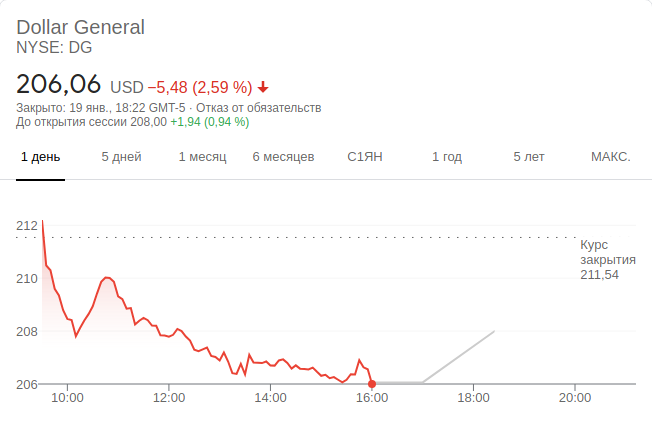 Dollar General
NYSE: DG
206,06 USD −5,48 (2,59 %)
Закрыто: 19 янв., 18:22 GMT-5 · Отказ от обязательств
До открытия сессии 208,00 +1,94 (0,94 %)
1 день 5 дней 1 месяц 6 месяцев С1ЯН 1 год 5 лет МАКС.
212
Курс
закрытия
211,54
210
208
206
10:00 12:00 14:00 16:00 18:00 20:00